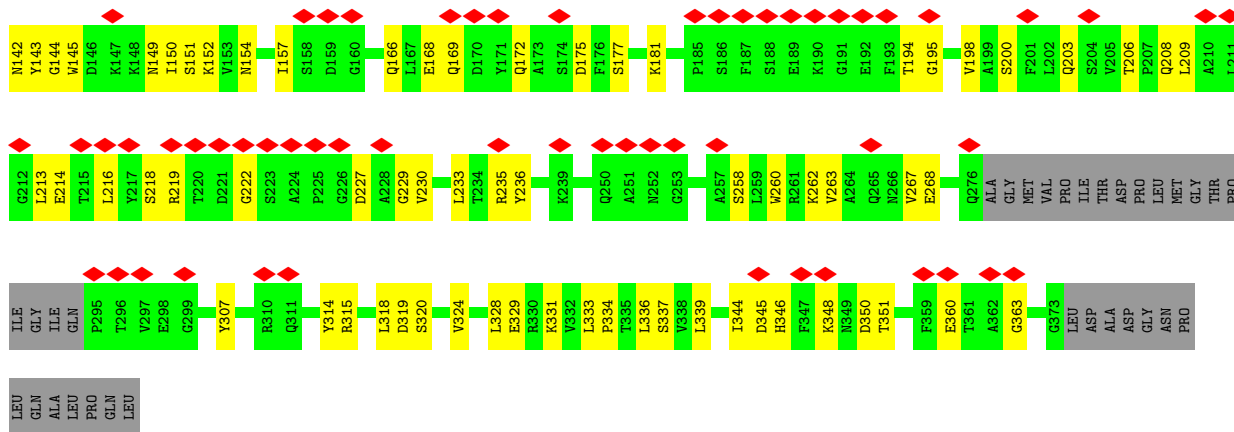 N142 Y143 G144 W145 D146 K147 K148 N149 I150 S151 K152 V153 N154 I157 S158 D159 G160 Q166 L167 E168 Q169 D170 Y171 Q172 A173 S174 D175 F176 S177 K181 P185 S186 F187 S188 E189 K190 G191 E192 F193 T194 G195 V198 A199 S200 F201 L202 Q203 S204 V205 T206 P207 Q208 L209 A210 L211
G212 L213 E214 T215 L216 Y217 S218 R219 T220 D221 G222 S223 A224 P225 G226 D227 A228 G229 V230 L233 T234 R235 Y236 K239 Q250 A251 N252 G253 A257 S258 L259 W260 R261 K262 V263 A264 Q265 N266 V267 E268 Q276 ALA GLY MET VAL PRO ILE THR ASP PRO LEU MET GLY THR PRO
ILE GLY ILE GLN P295 T296 V297 E298 G299 Y307 R310 Q311 Y314 R315 L318 D319 S320 V324 L328 E329 R330 K331 V332 L333 P334 T335 L336 S337 V338 L339 I344 D345 H346 F347 K348 N349 D350 T351 F359 E360 T361 A362 G363 G373 LEU ASP ALA ASP GLY ASN PRO
LEU GLN ALA LEU PRO GLN LEU